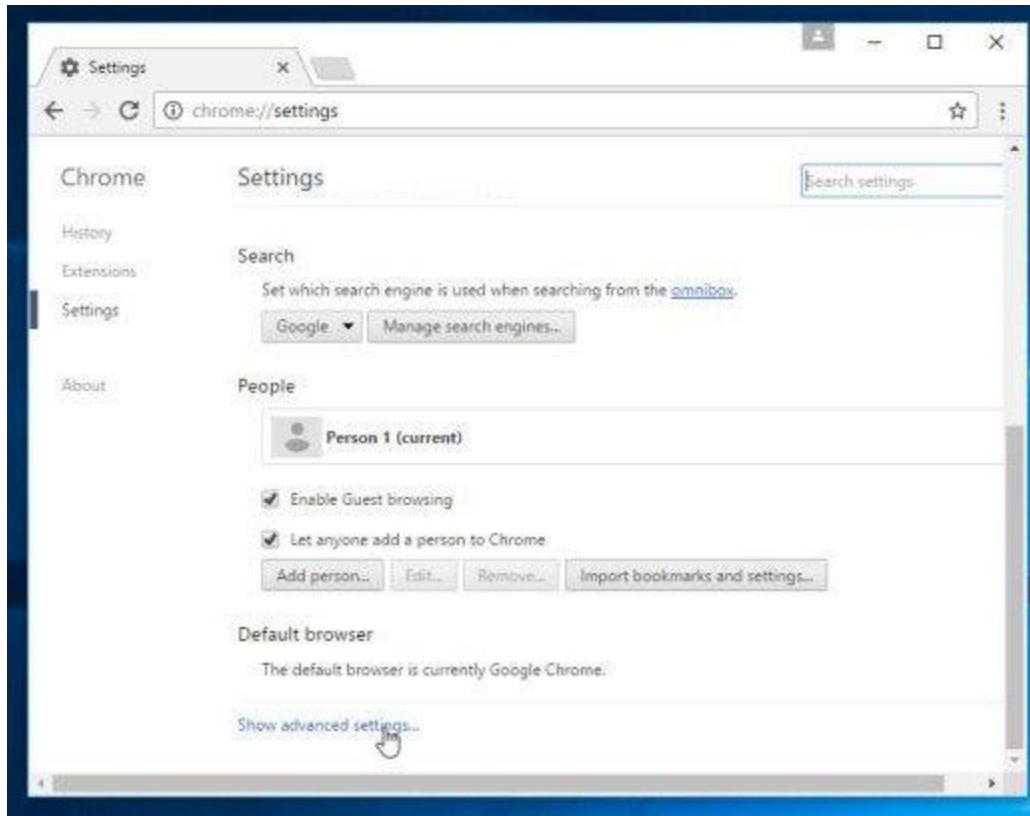 Settings
chrome://settings
Chrome
Settings
Search settings
History
Extensions
Settings
About
Search
Set which search engine is used when searching from the omnibox.
Google Manage search engines...
People
Person 1 (current)
Enable Guest browsing
Let anyone add a person to Chrome
Add person... Edit... Remove... Import bookmarks and settings...
Default browser
The default browser is currently Google Chrome.
Show advanced settings...